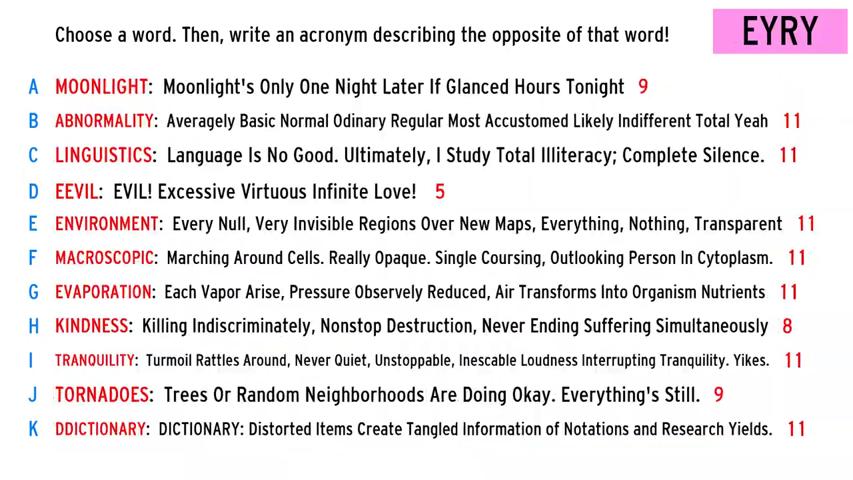 Choose a word. Then, write an acronym describing the opposite of that word!
EYRY
A MOONLIGHT: Moonlight's Only One Night Later If Glanced Hours Tonight 9
B ABNORMALITY: Averagely Basic Normal Odinary Regular Most Accustomed Likely Indifferent Total Yeah 11
C LINGUISTICS: Language Is No Good. Ultimately, I Study Total Illiteracy; Complete Silence. 11
D EEVIL: EVIL! Excessive Virtuous Infinite Love! 5
E ENVIRONMENT: Every Null, Very Invisible Regions Over New Maps, Everything, Nothing, Transparent 11
F MACROSCOPIC: Marching Around Cells. Really Opaque. Single Coursing, Outlooking Person In Cytoplasm. 11
G EVAPORATION: Each Vapor Arise, Pressure Observely Reduced, Air Transforms Into Organism Nutrients 11
H KINDNESS: Killing Indiscriminately, Nonstop Destruction, Never Ending Suffering Simultaneously 8
I TRANQUILITY: Turmoil Rattles Around, Never Quiet, Unstoppable, Inescable Loudness Interrupting Tranquility. Yikes. 11
J TORNADOES: Trees Or Random Neighborhoods Are Doing Okay. Everything's Still. 9
K DDICTIONARY: DICTIONARY: Distorted Items Create Tangled Information of Notations and Research Yields. 11